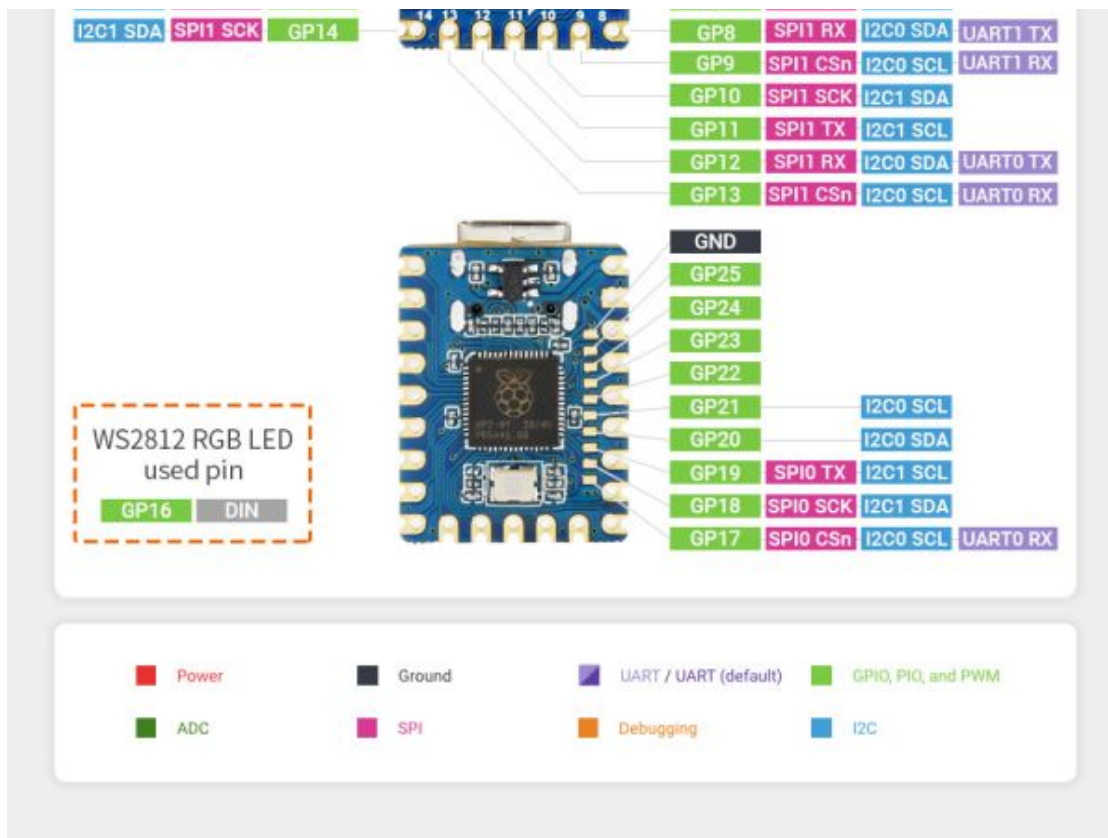 I2C1 SDA SPI1 SCK GP14
14 13 12 11 10 9 8
GP8 SPI1 RX I2C0 SDA UART1 TX
GP9 SPI1 CSn I2C0 SCL UART1 RX
GP10 SPI1 SCK I2C1 SDA
GP11 SPI1 TX I2C1 SCL
GP12 SPI1 RX I2C0 SDA UART0 TX
GP13 SPI1 CSn I2C0 SCL UART0 RX
GND
GP25
GP24
GP23
GP22
GP21 I2C0 SCL
GP20 I2C0 SDA
GP19 SPI0 TX I2C1 SCL
GP18 SPI0 SCK I2C1 SDA
GP17 SPI0 CSn I2C0 SCL UART0 RX
WS2812 RGB LED
used pin
GP16 DIN
Power
Ground
UART / UART (default)
GPIO, PIO, and PWM
ADC
SPI
Debugging
I2C